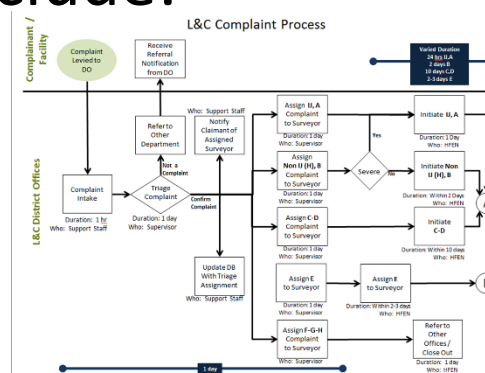 L&C Complaint Process
Complainant /
Facility
Complaint
Levied to
DO
Receive
Referral
Notification
from DO
Varied Duration
24 hrs IJ,A
2 days B
10 days C,D
2-3 days E
L&C District Offices
Who: Support Staff
Notify
Claimant of
Assigned
Surveyor
Refer to
Other
Department
Not a
Complaint
Complaint
Intake
Duration: 1 hr
Who: Support Staff
Triage
Complaint
Confirm
Complaint
Duration: 1 day
Who: Supervisor
Update DB
With Triage
Assignment
Who: Support Staff
Assign IJ, A
Complaint
to Surveyor
Duration: 1 day
Who: Supervisor
Assign
Non IJ (H), B
Complaint
to Surveyor
Duration: 1 day
Who: Supervisor
Assign C-D
Complaint
to Surveyor
Duration: 1 day
Who: Supervisor
Assign E
to Surveyor
Duration: 1 day
Who: Supervisor
Assign F-G-H
Complaint
to Surveyor
Duration: 1 day
Who: Supervisor
Yes
Severe
No
Initiate IJ, A
Duration: 1 Day
Who: HFEN
Initiate Non
IJ (H), B
Duration: Within 2 Days
Who: HFEN
Initiate
C-D
Duration: Within 10 days
Who: HFEN
Assign E
to Surveyor
Duration: Within 2-3 days
Who: HFEN
Refer to
Other
Offices /
Close Out
Duration: 1 day
Who: HFEN
1 day